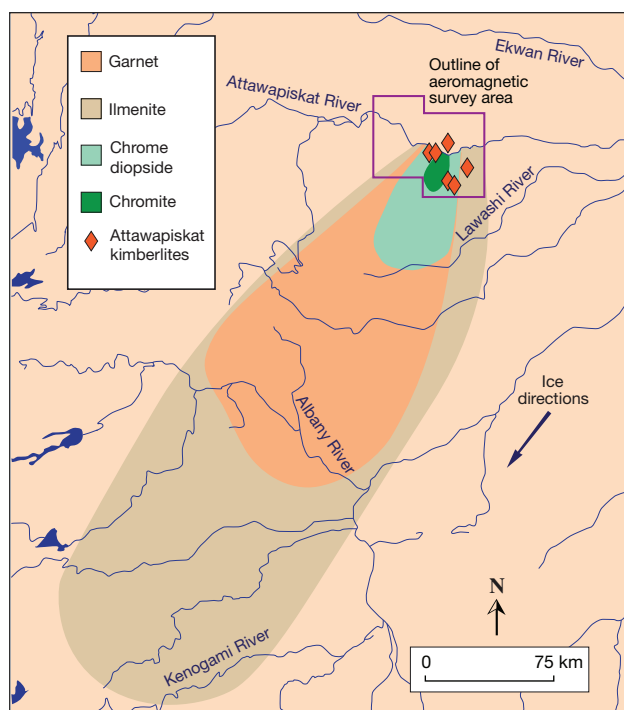 Garnet
Ilmenite
Chrome
diopside
Chromite
Attawapiskat
kimberlites
Ekwan River
Outline of
aeromagnetic
survey area
Attawapiskat River
Lawashi River
Ice
directions
Albany River
Kenogami River
N
0 75 km